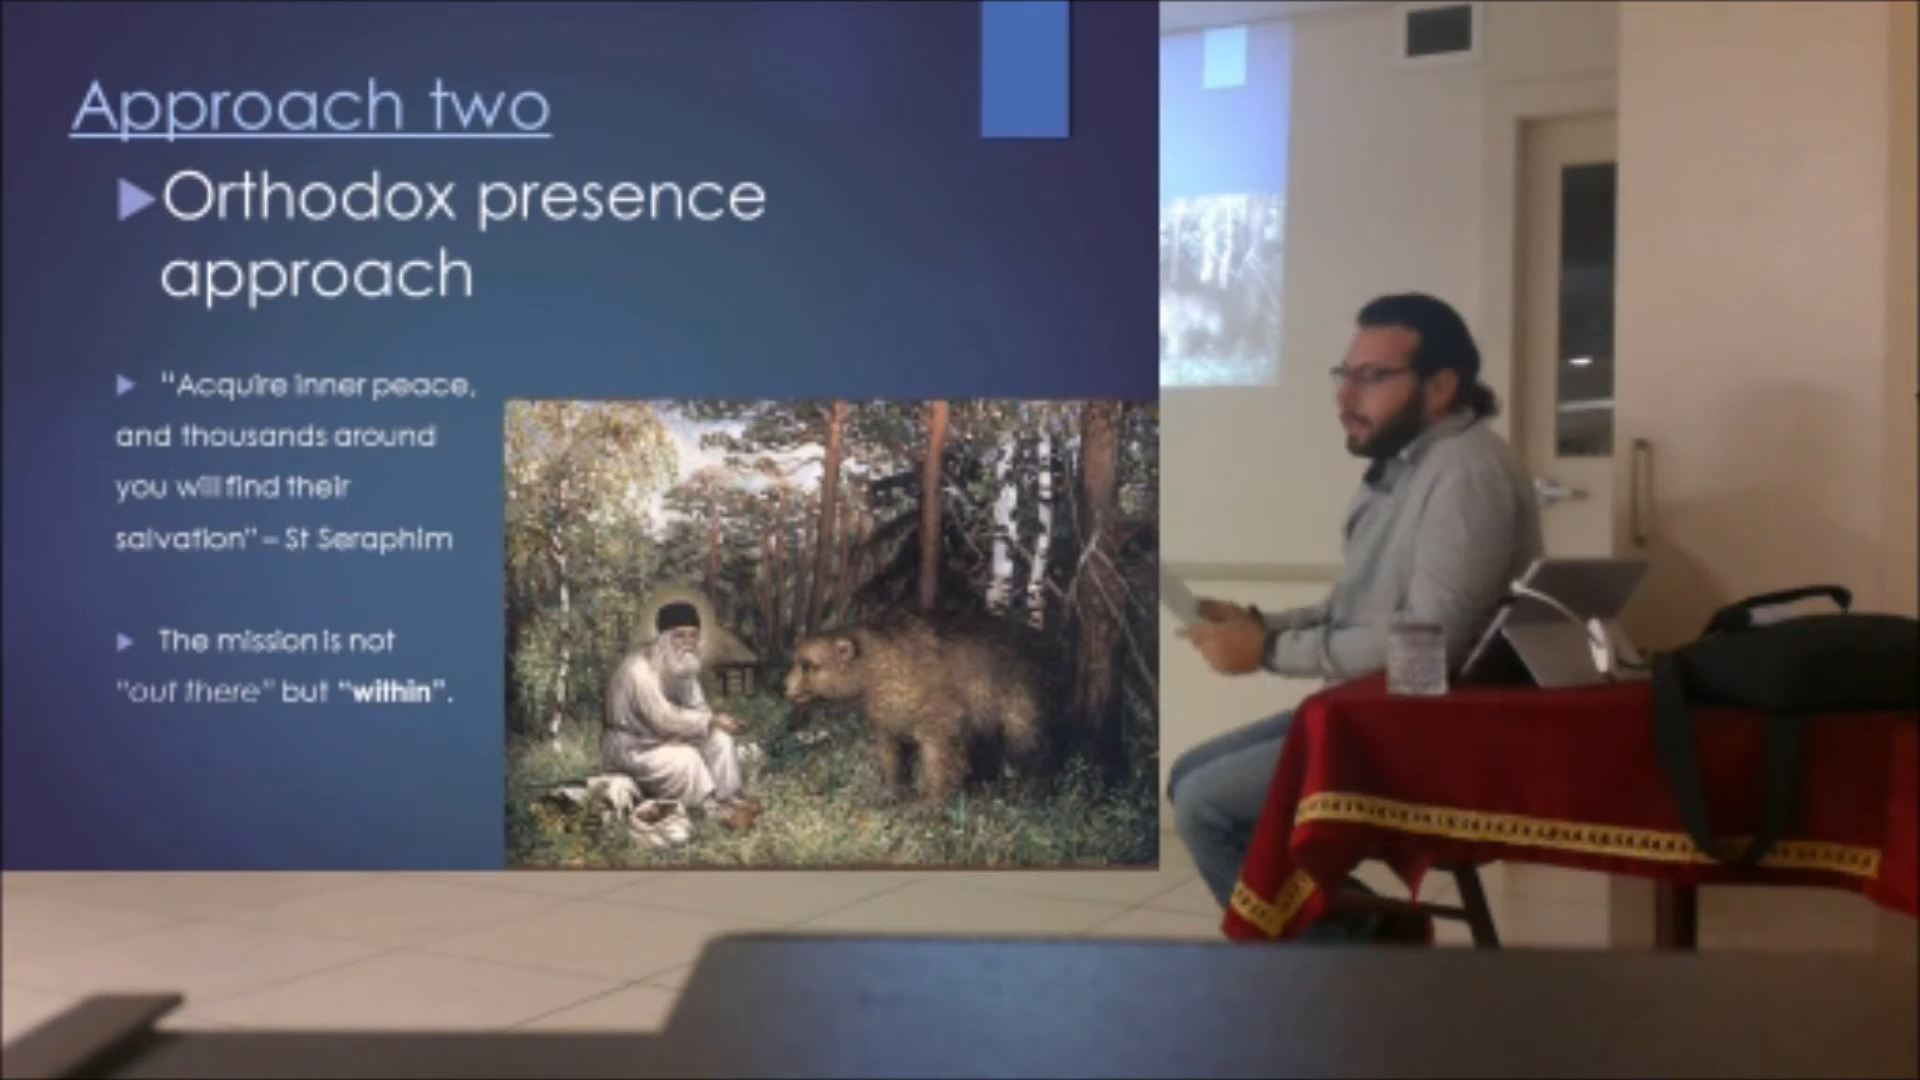 Approach two
Orthodox presence
approach
“Acquire inner peace,
and thousands around
you will find their
salvation” – St Seraphim
The mission is not
“out there” but “within”.